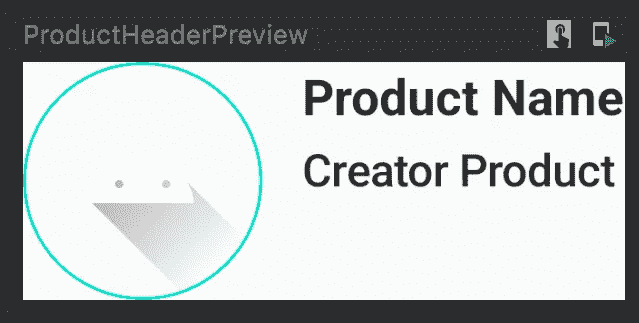 ProductHeaderPreview
Product Name
Creator Product